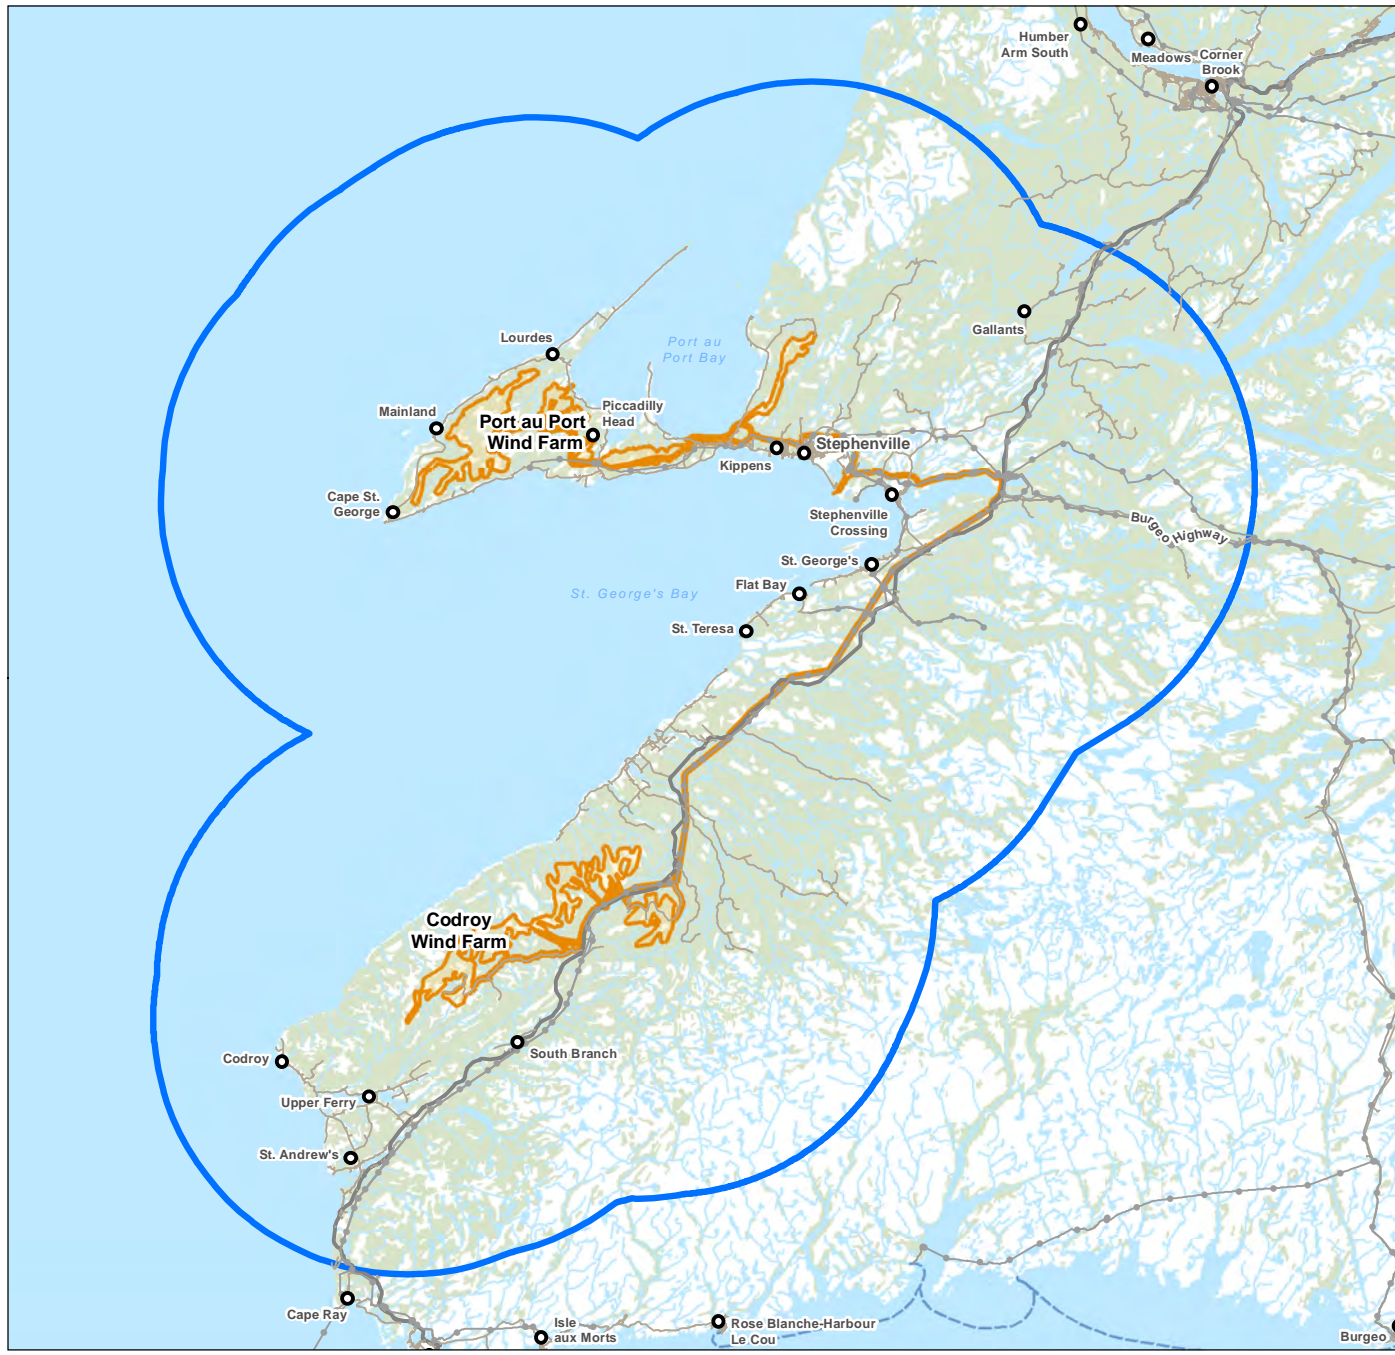 Humber
Arm South
Meadows
Corner
Brook
Gallants
Lourdes
Port au
Port Bay
Mainland
Port au Port
Wind Farm
Piccadilly
Head
Stephenville
Kippens
Cape St.
George
Stephenville
Crossing
Burgeo Highway
St. George's
Flat Bay
St. George's Bay
St. Teresa
Codroy
Wind Farm
South Branch
Codroy
Upper Ferry
St. Andrew's
Cape Ray
Isle
aux Morts
Rose Blanche-Harbour
Le Cou
Burgeo